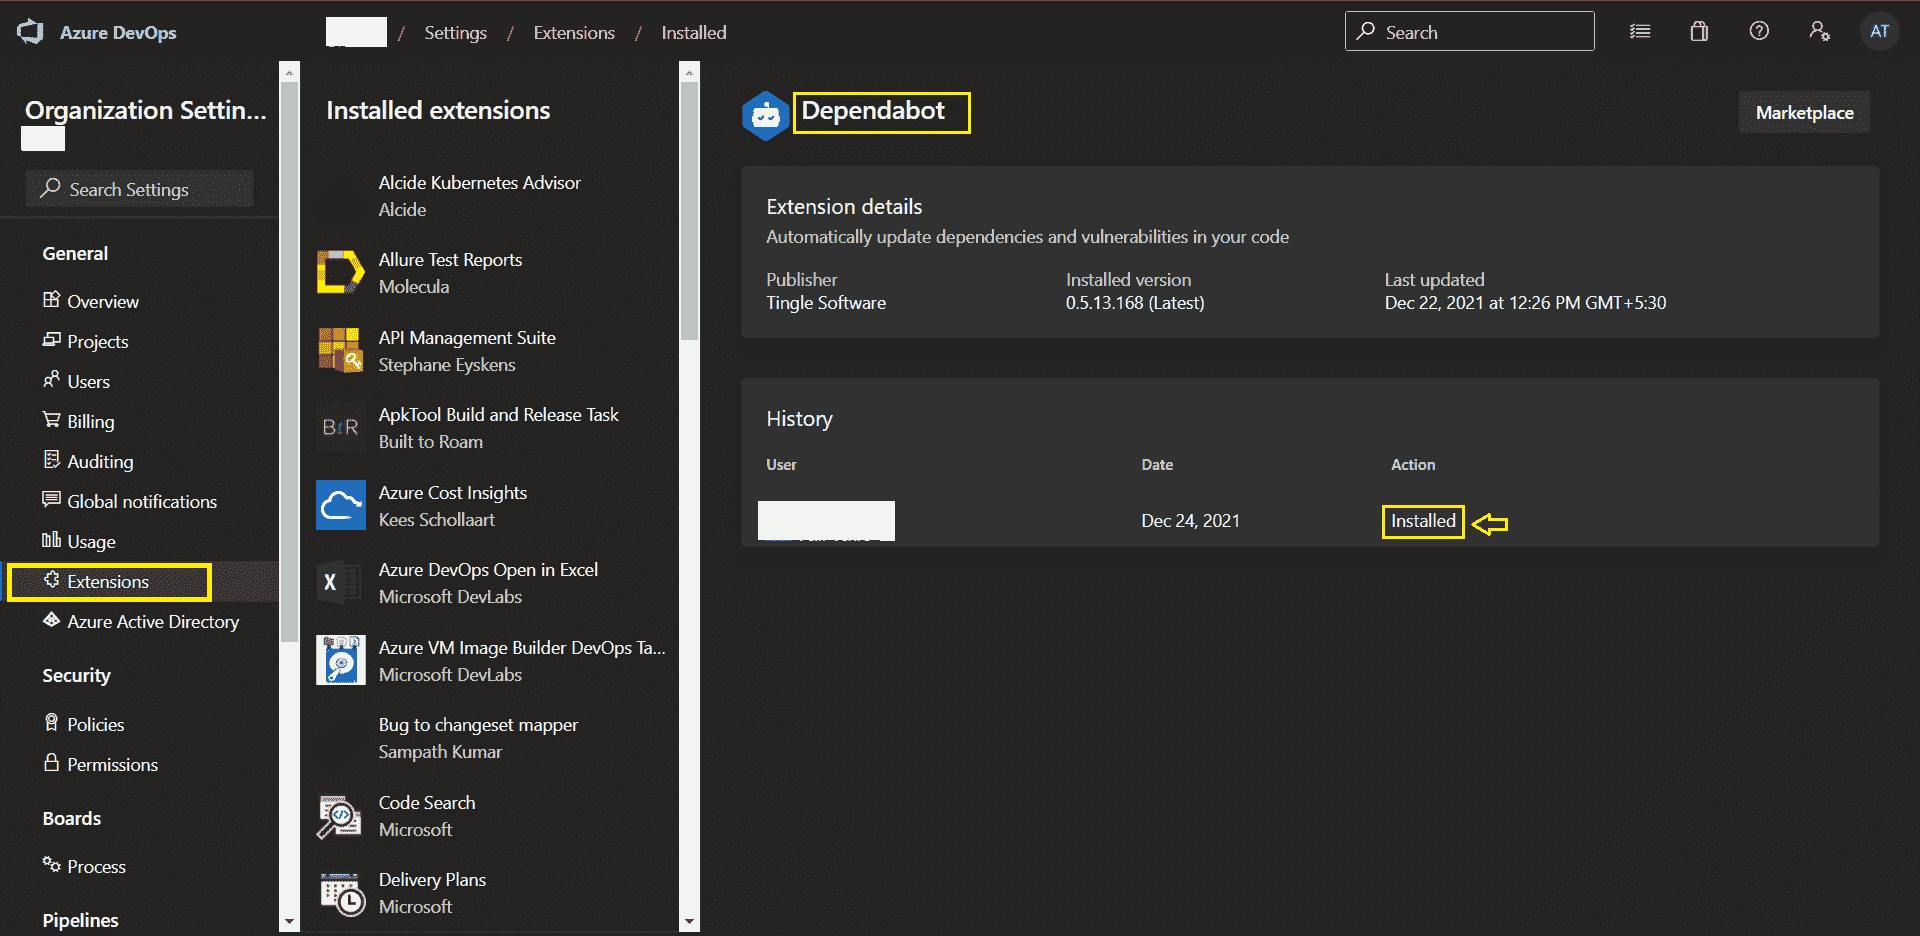 Azure DevOps
/ Settings / Extensions / Installed
Search
AT
Organization Settin...
Search Settings
General
Overview
Projects
Users
Billing
Auditing
Global notifications
Usage
Extensions
Azure Active Directory
Security
Policies
Permissions
Boards
Process
Pipelines
Installed extensions
Alcide Kubernetes Advisor
Alcide
Allure Test Reports
Molecula
API Management Suite
Stephane Eyskens
B R
ApkTool Build and Release Task
Built to Roam
Azure Cost Insights
Kees Schollaart
X
Azure DevOps Open in Excel
Microsoft DevLabs
Azure VM Image Builder DevOps Ta...
Microsoft DevLabs
Bug to changeset mapper
Sampath Kumar
Code Search
Microsoft
Delivery Plans
Microsoft
Dependabot
Marketplace
Extension details
Automatically update dependencies and vulnerabilities in your code
Publisher Installed version Last updated
Tingle Software 0.5.13.168 (Latest) Dec 22, 2021 at 12:26 PM GMT+5:30
History
User Date Action
Dec 24, 2021 Installed